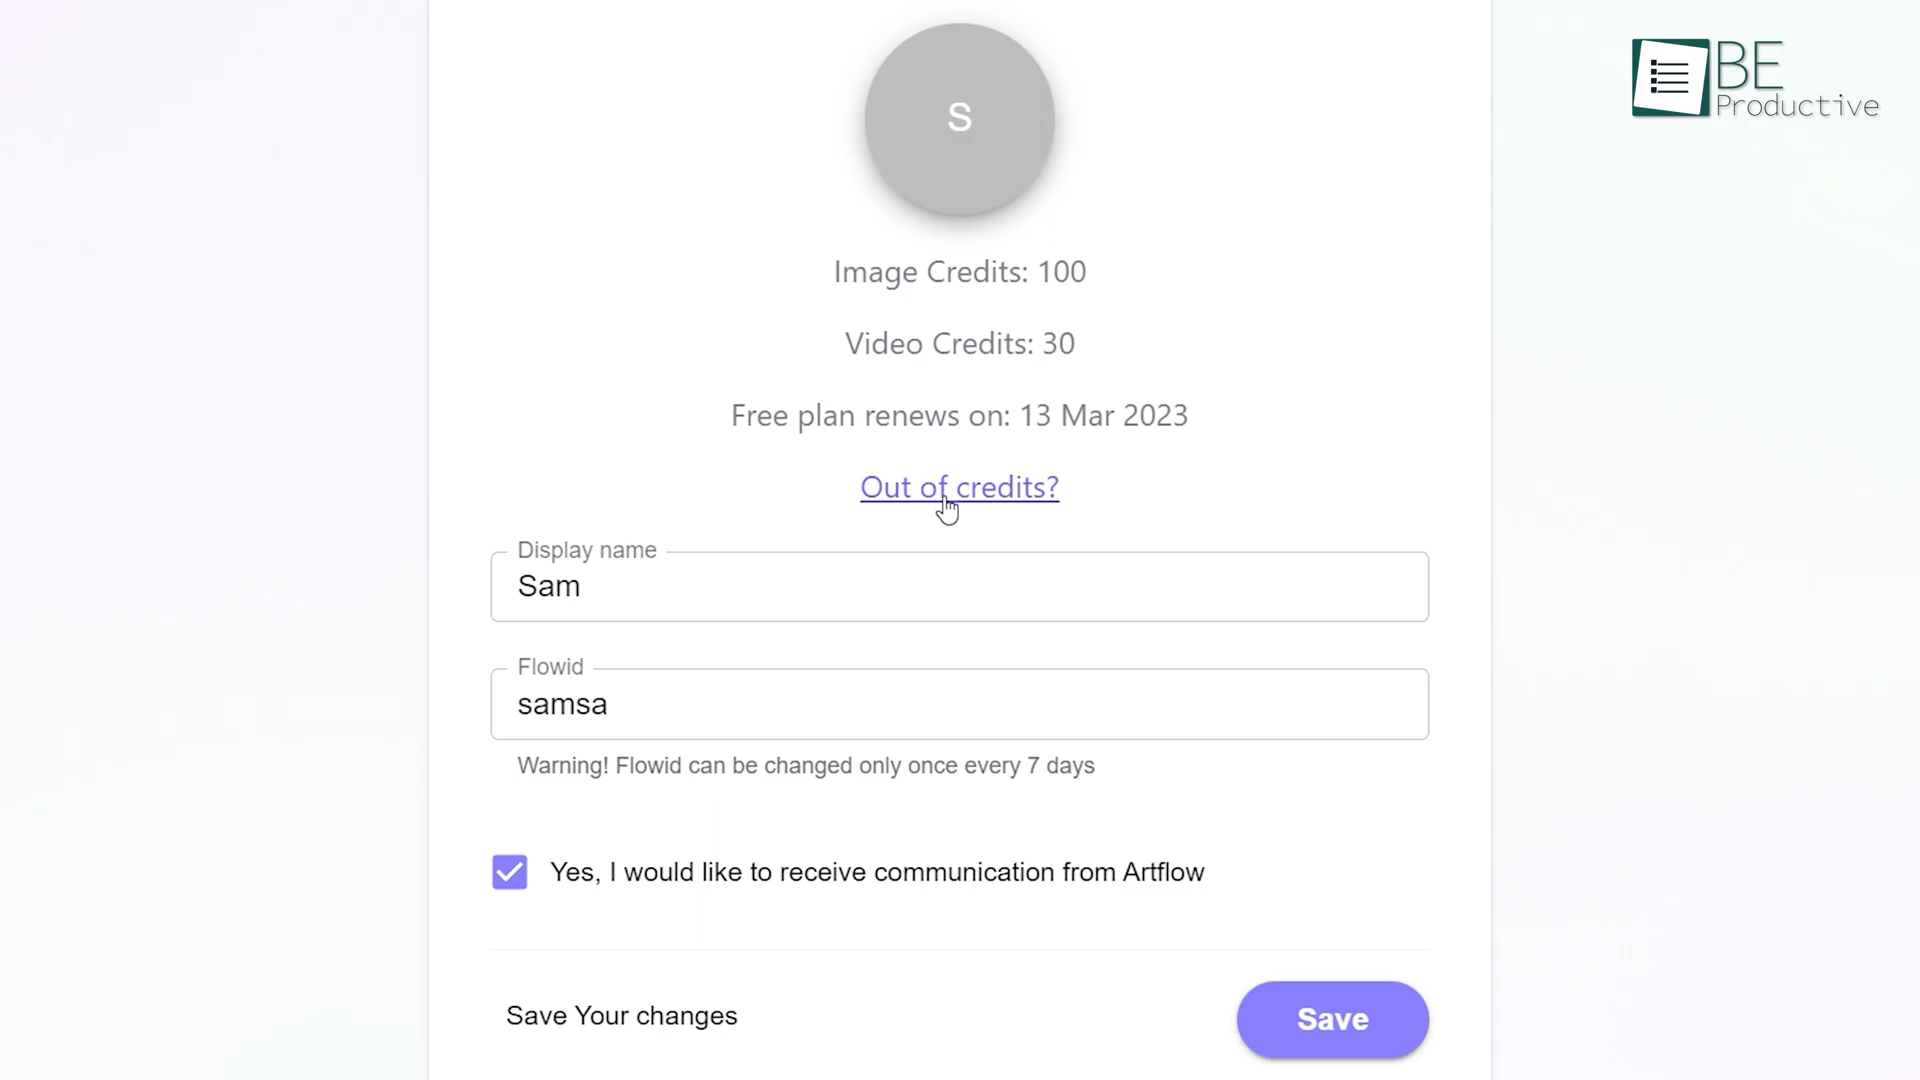 BE
Productive
S
Image Credits: 100
Video Credits: 30
Free plan renews on: 13 Mar 2023
Out of credits?
Display name
Sam
Flowid
samsa
Warning! Flowid can be changed only once every 7 days
Yes, I would like to receive communication from Artflow
Save Your changes
Save